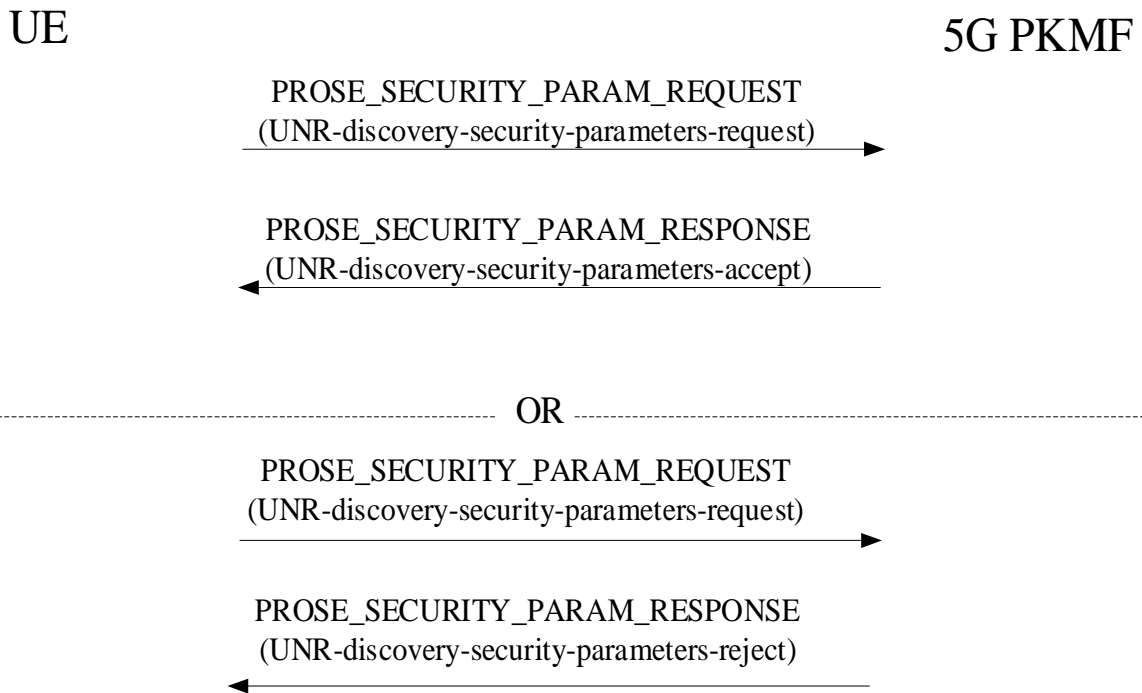 UE
5G PKMF
PROSE_SECURITY_PARAM_REQUEST
(UNR-discovery-security-parameters-request)
PROSE_SECURITY_PARAM_RESPONSE
(UNR-discovery-security-parameters-accept)
OR
PROSE_SECURITY_PARAM_REQUEST
(UNR-discovery-security-parameters-request)
PROSE_SECURITY_PARAM_RESPONSE
(UNR-discovery-security-parameters-reject)